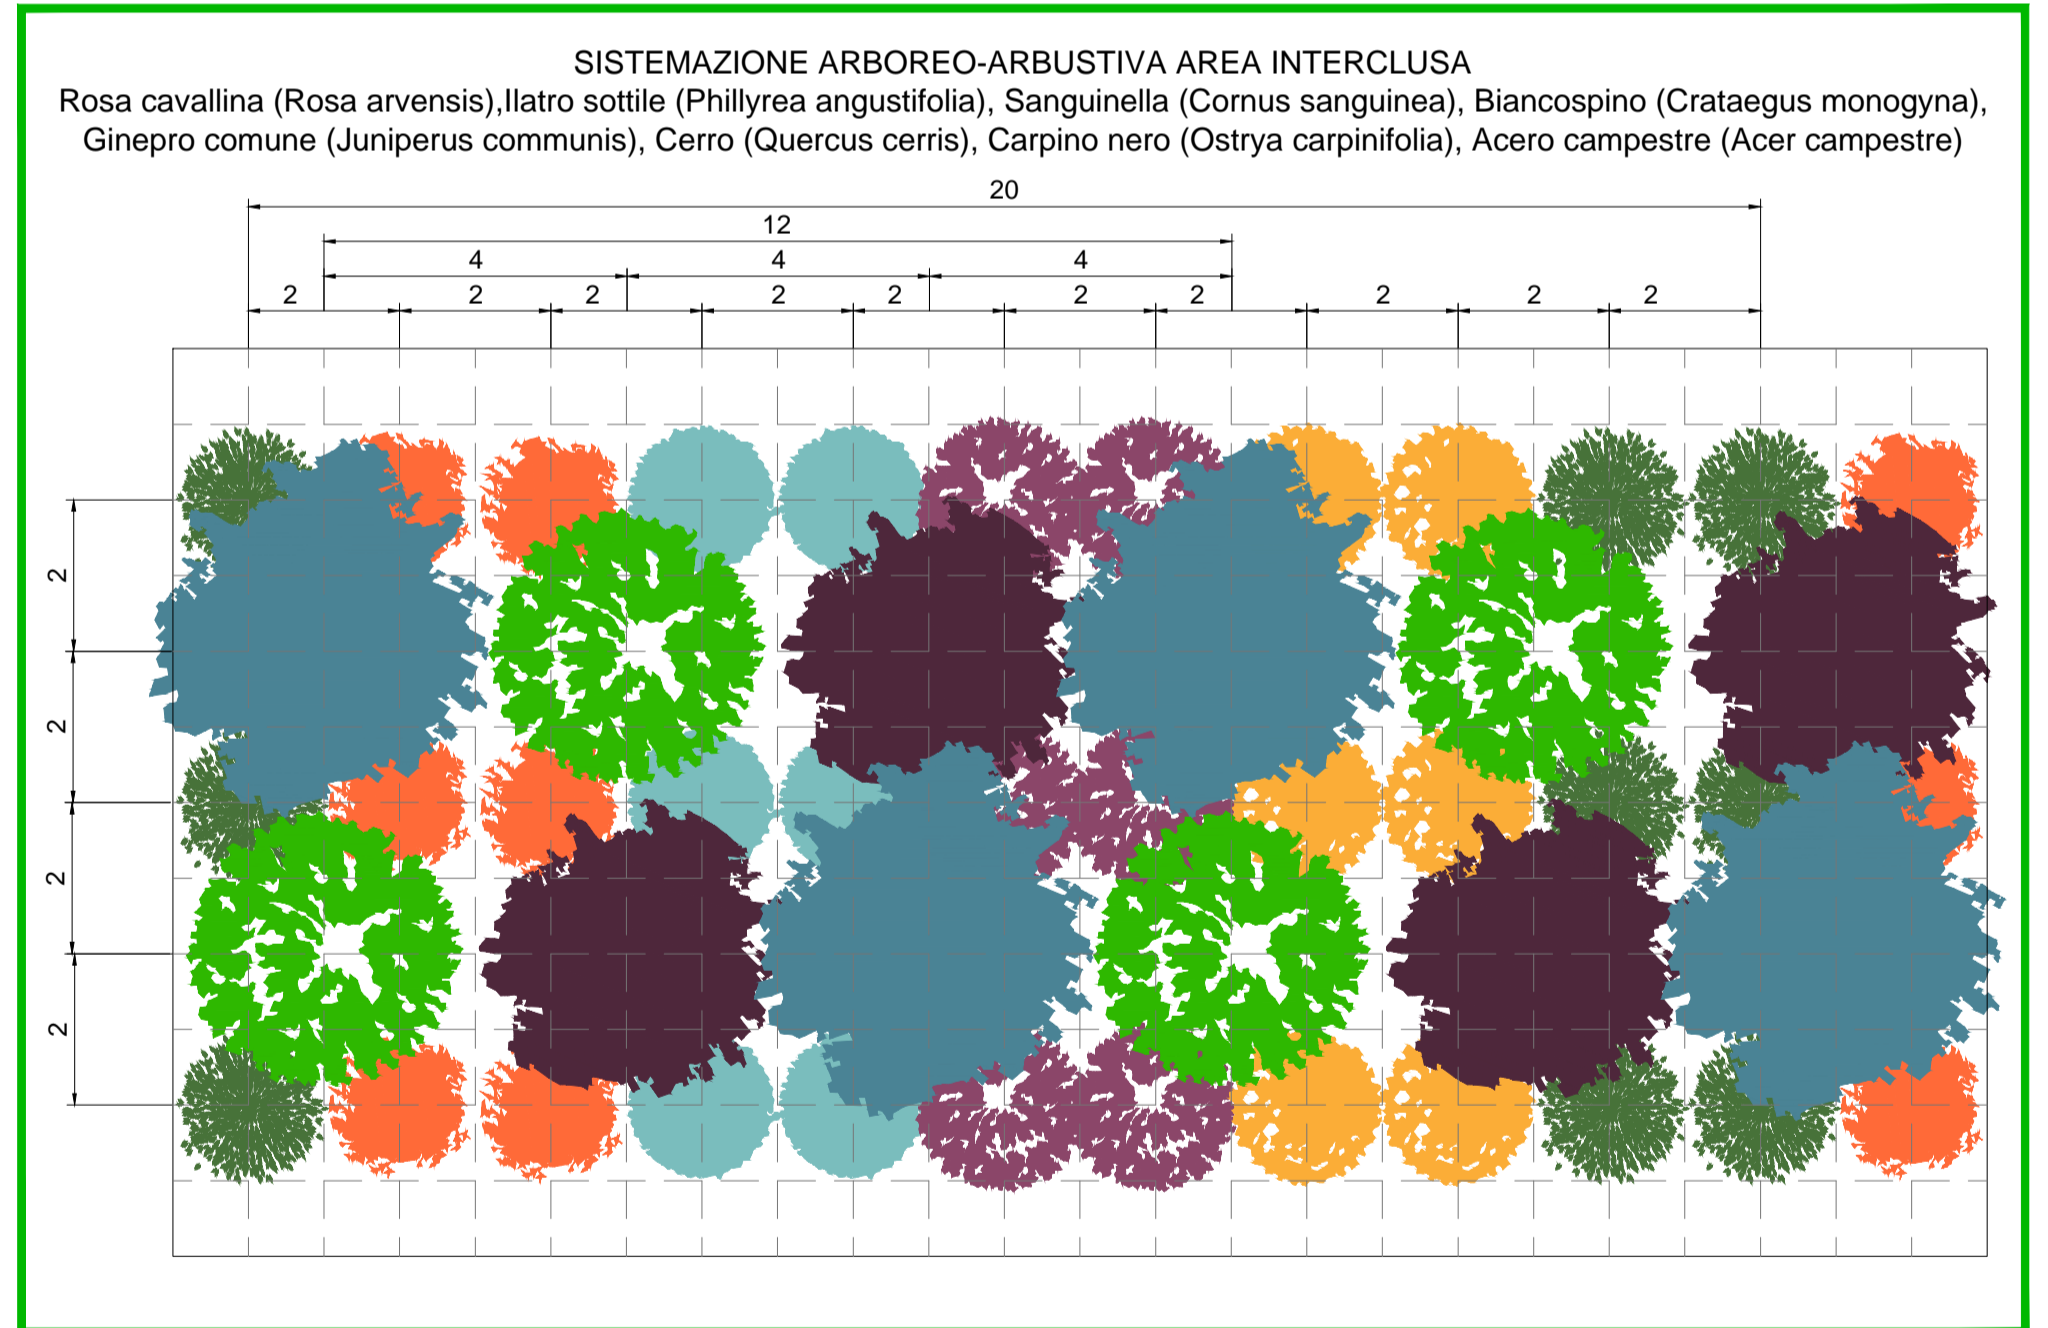 SISTEMAZIONE ARBOREO-ARBUSTIVA AREA INTERCLUSA
Rosa cavallina (Rosa arvensis),Ilatro sottile (Phillyrea angustifolia), Sanguinella (Cornus sanguinea), Biancospino (Crataegus monogyna),
Ginepro comune (Juniperus communis), Cerro (Quercus cerris), Carpino nero (Ostrya carpinifolia), Acero campestre (Acer campestre)
20
12
4 4 4
2 2 2 2 2 2 2 2 2 2
2
2
2
2